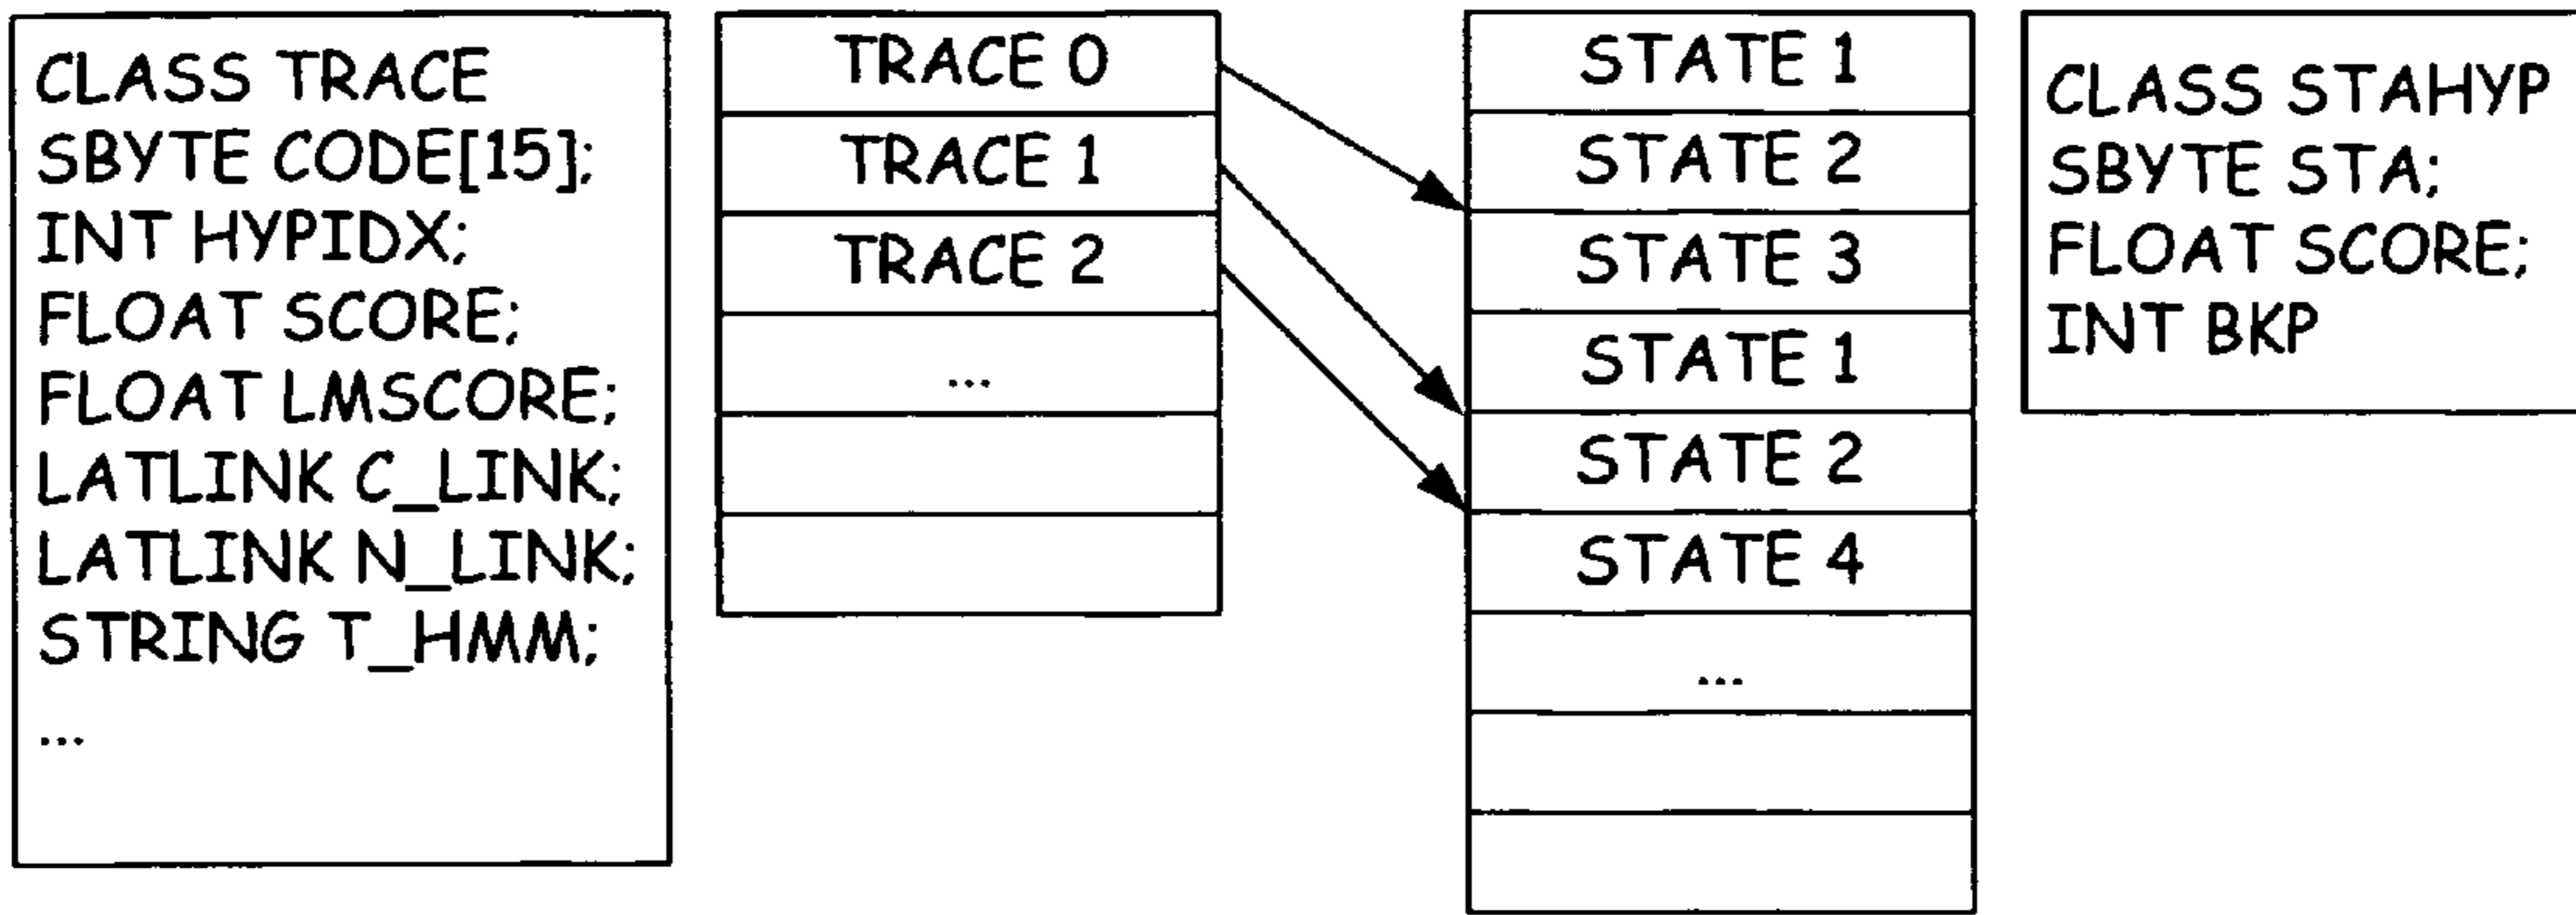 CLASS TRACE
SBYTE CODE[15];
INT HYPIDX;
FLOAT SCORE;
FLOAT LMSCORE;
LATLINK C_LINK;
LATLINK N_LINK;
STRING T_HMM;
...
TRACE 0
TRACE 1
TRACE 2
...
STATE 1
STATE 2
STATE 3
STATE 1
STATE 2
STATE 4
...
CLASS STAHYP
SBYTE STA;
FLOAT SCORE;
INT BKP